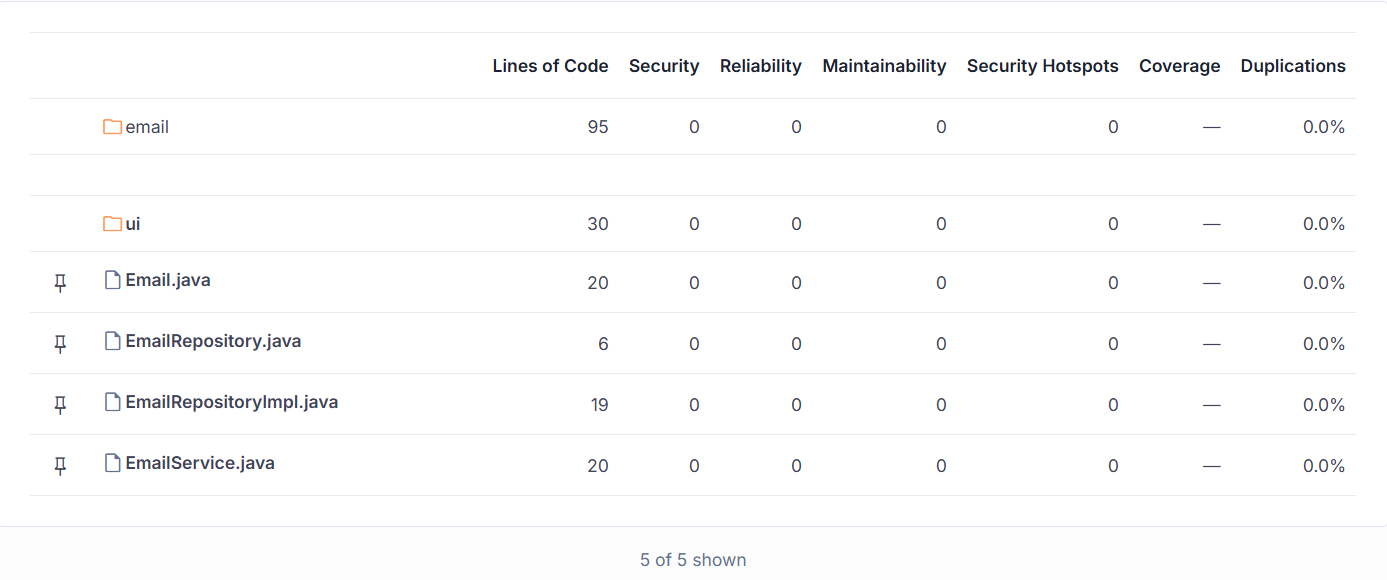 Lines of Code Security Reliability Maintainability Security Hotspots Coverage Duplications
email 95 0 0 0 0 — 0.0%
ui 30 0 0 0 0 — 0.0%
Email.java 20 0 0 0 0 — 0.0%
EmailRepository.java 6 0 0 0 0 — 0.0%
EmailRepositoryImpl.java 19 0 0 0 0 — 0.0%
EmailService.java 20 0 0 0 0 — 0.0%
5 of 5 shown